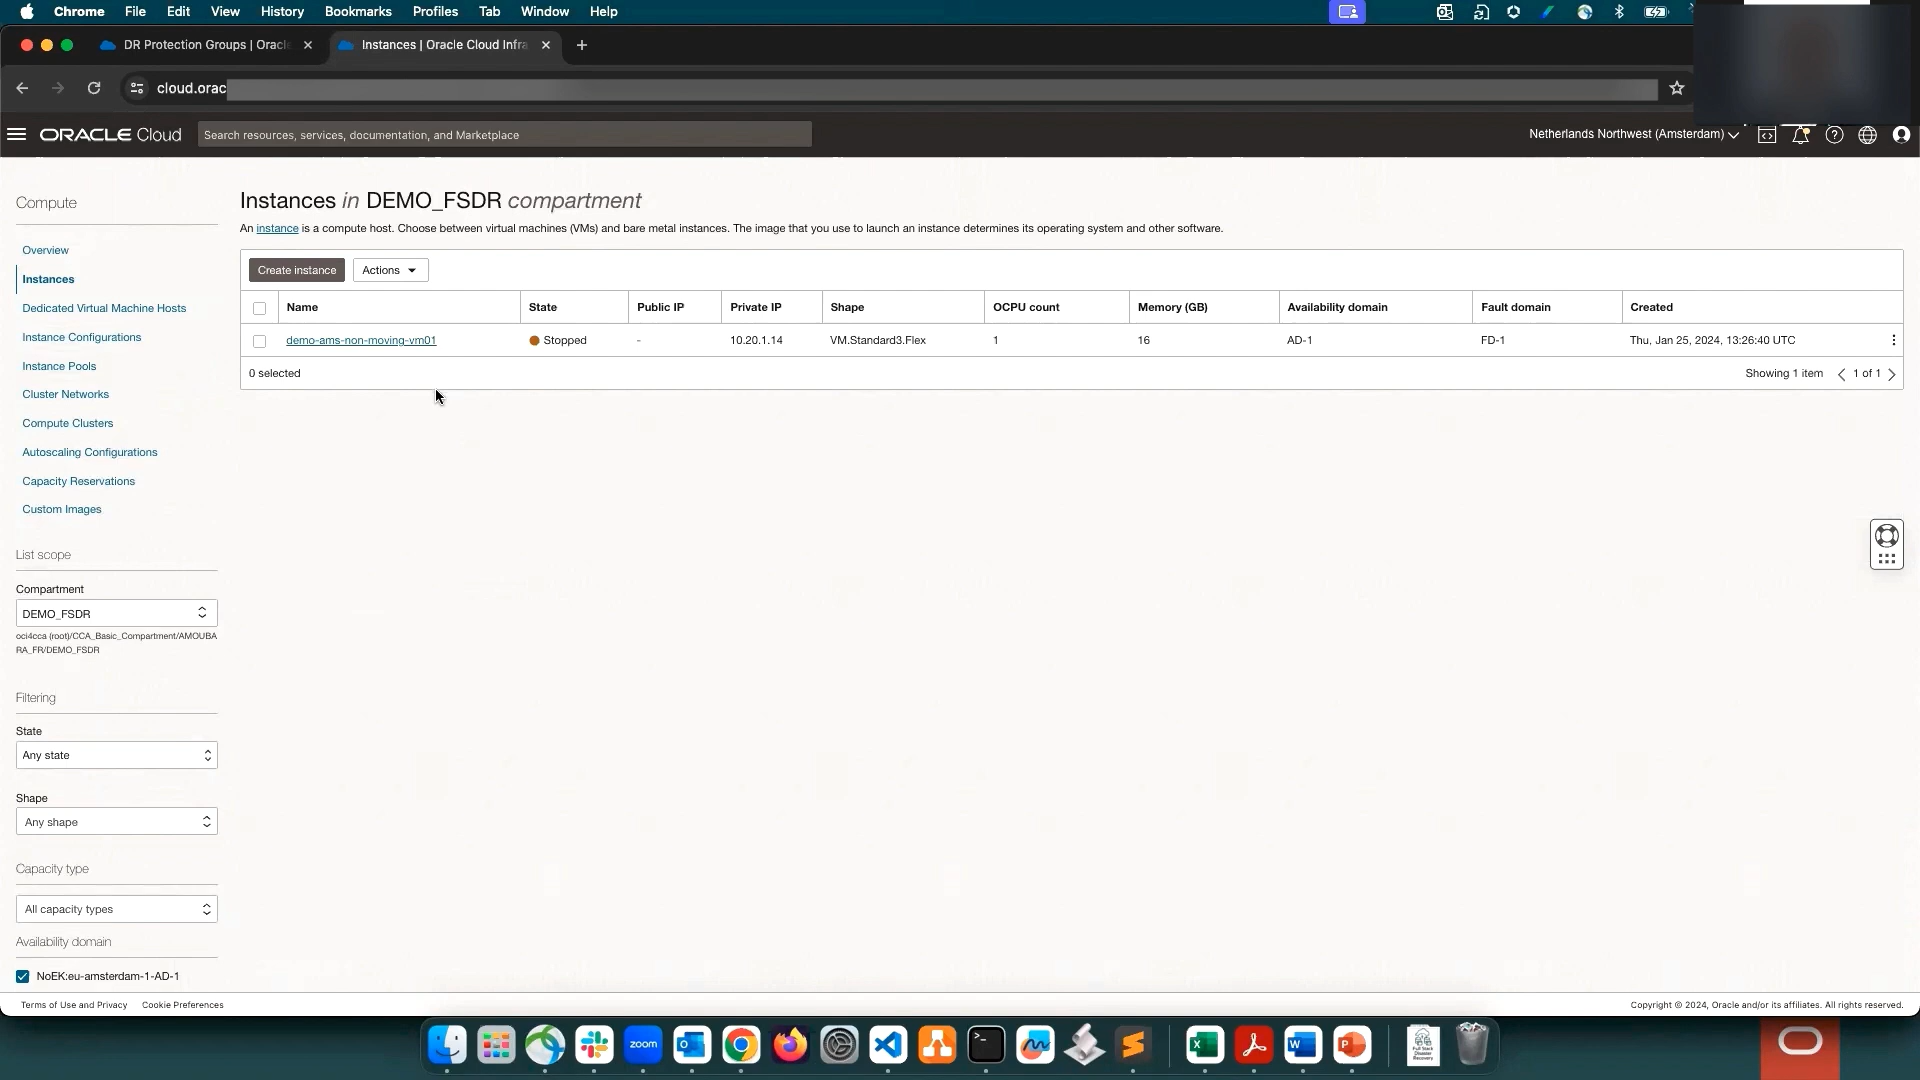 Chrome File Edit View History Bookmarks Profiles Tab Window Help
DR Protection Groups | Oracle
Instances | Oracle Cloud Infra
cloud.orac
ORACLE Cloud
Search resources, services, documentation, and Marketplace
Netherlands Northwest (Amsterdam)
Compute
Overview
Instances
Dedicated Virtual Machine Hosts
Instance Configurations
Instance Pools
Cluster Networks
Compute Clusters
Autoscaling Configurations
Capacity Reservations
Custom Images
List scope
Compartment
DEMO_FSDR
oci4cca (root)/CCA_Basic_Compartment/AMOUBA
RA_FR/DEMO_FSDR
Filtering
State
Any state
Shape
Any shape
Capacity type
All capacity types
Availability domain
NoEK:eu-amsterdam-1-AD-1
Instances in DEMO_FSDR compartment
An instance is a compute host. Choose between virtual machines (VMs) and bare metal instances. The image that you use to launch an instance determines its operating system and other software.
Create instance Actions
Name State Public IP Private IP Shape OCPU count Memory (GB) Availability domain Fault domain Created
demo-ams-non-moving-vm01 Stopped - 10.20.1.14 VM.Standard3.Flex 1 16 AD-1 FD-1 Thu, Jan 25, 2024, 13:26:40 UTC
0 selected Showing 1 item 1 of 1
Terms of Use and Privacy Cookie Preferences
Copyright © 2024, Oracle and/or its affiliates. All rights reserved.
zoom
Full Stack
Disaster
Recovery